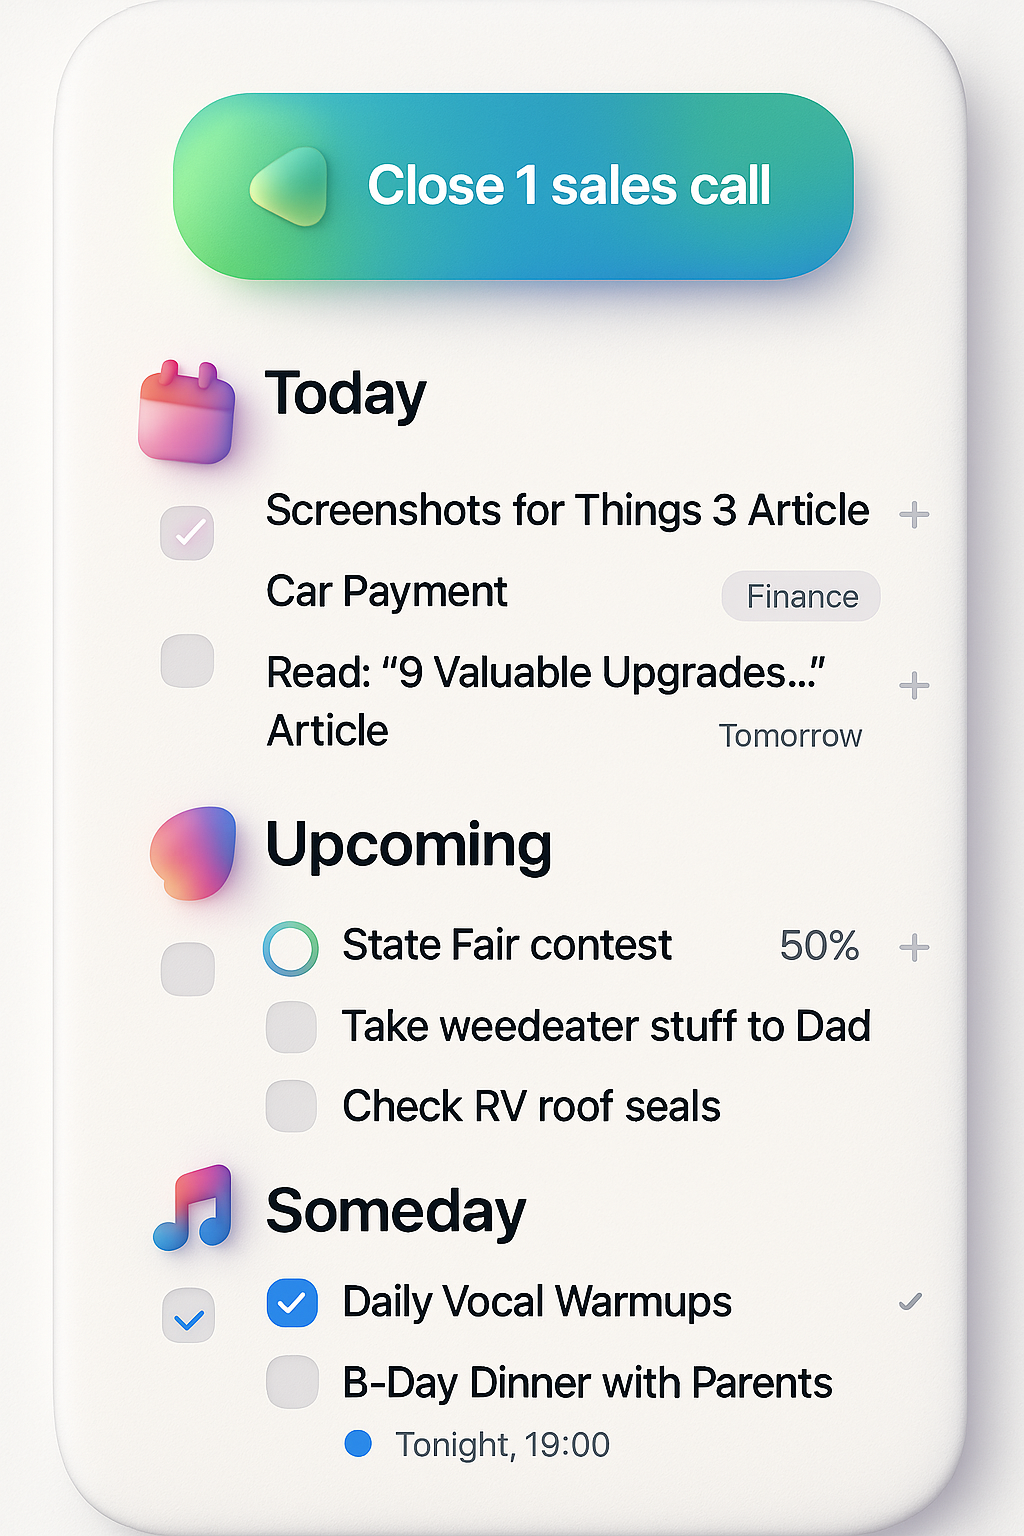 Close 1 sales call
Today
Screenshots for Things 3 Article
Car Payment
Finance
Read: “9 Valuable Upgrades...”
Article
Tomorrow
Upcoming
State Fair contest
50%
Take weedeater stuff to Dad
Check RV roof seals
Someday
Daily Vocal Warmups
B-Day Dinner with Parents
Tonight, 19:00